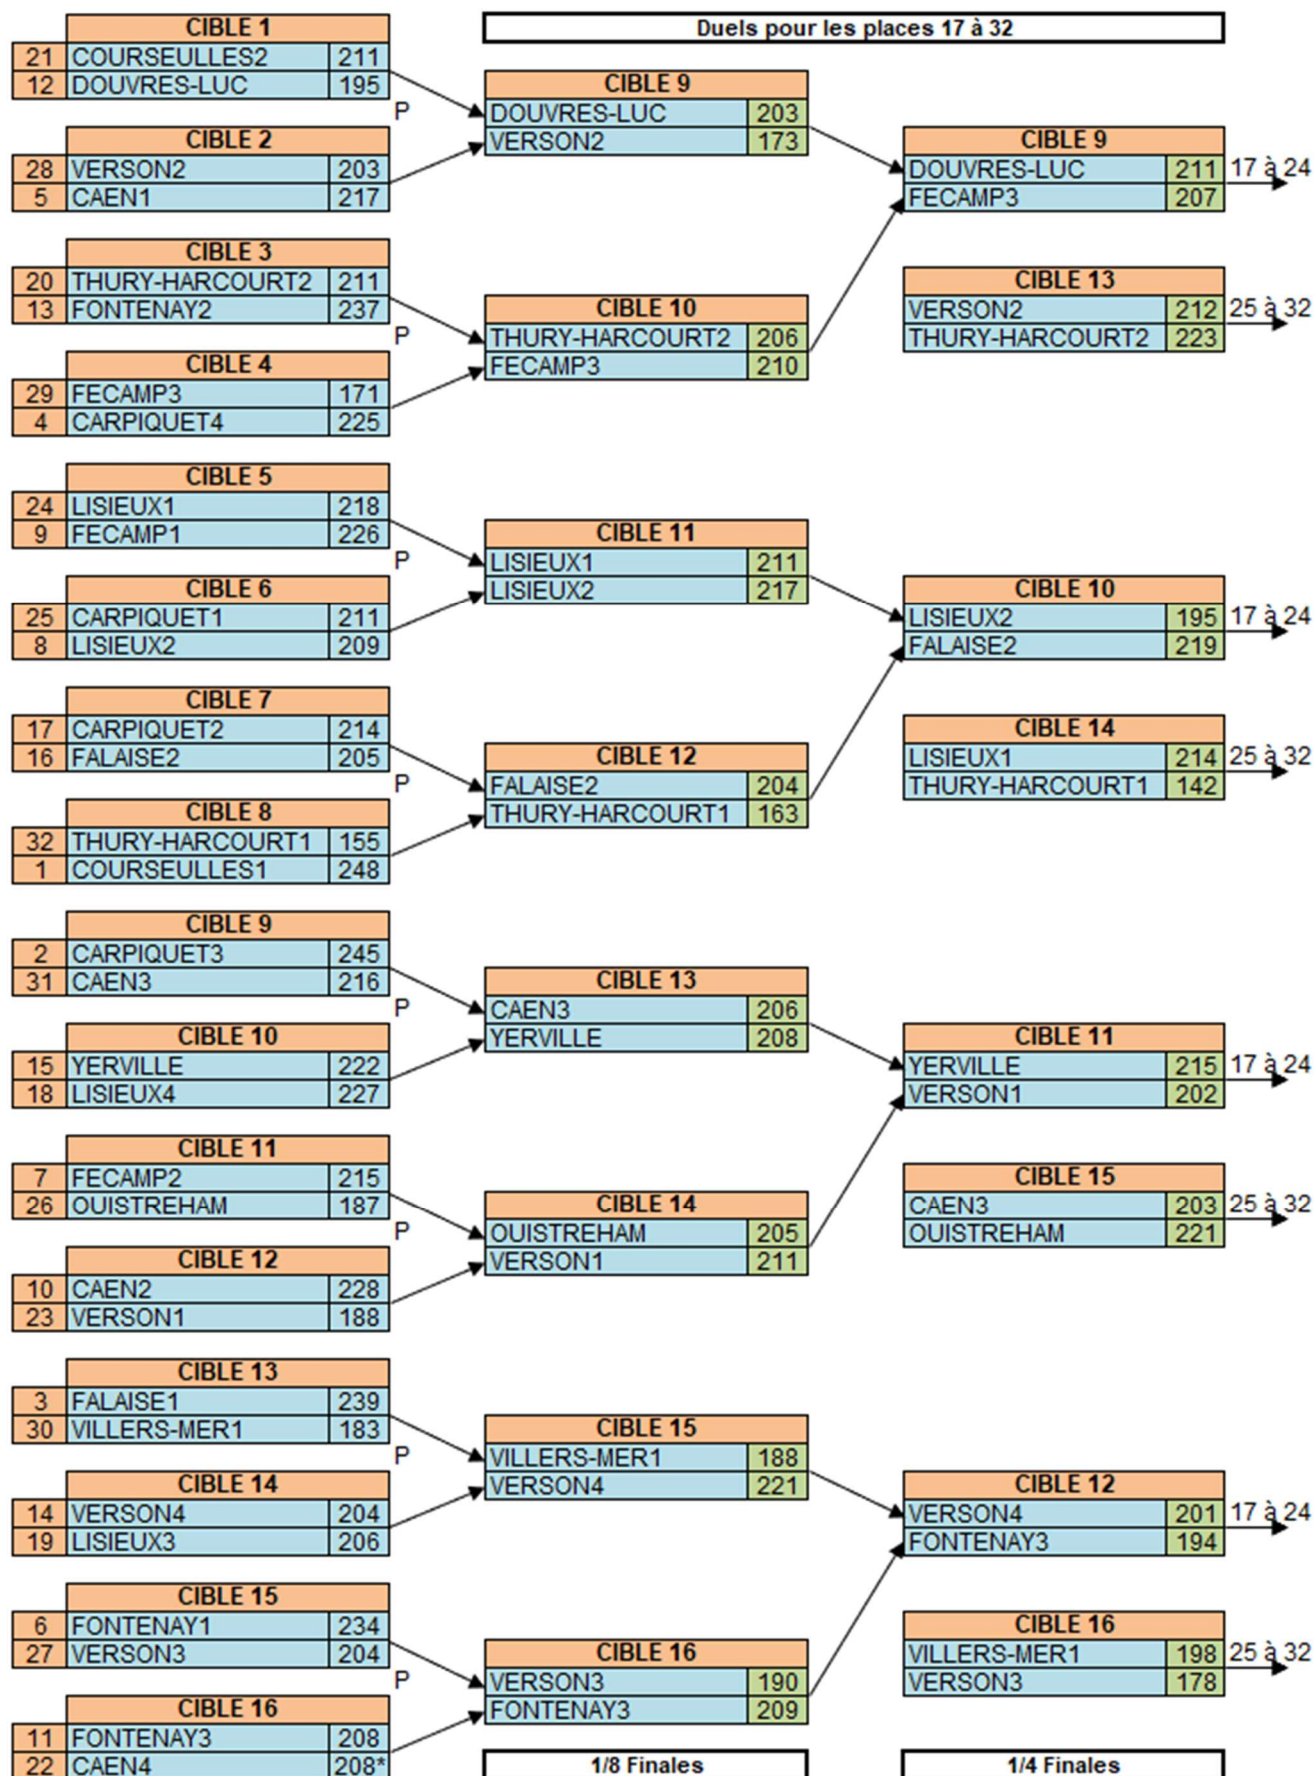 Duels pour les places 17 à 32
CIBLE 1
21 COURSEULLES2 211
12 DOUVRES-LUC 195
P
CIBLE 2
28 VERSON2 203
5 CAEN1 217
CIBLE 3
20 THURY-HARCOURT2 211
13 FONTENAY2 237
P
CIBLE 4
29 FECAMP3 171
4 CARPIQUET4 225
CIBLE 5
24 LISIEUX1 218
9 FECAMP1 226
P
CIBLE 6
25 CARPIQUET1 211
8 LISIEUX2 209
CIBLE 7
17 CARPIQUET2 214
16 FALAISE2 205
P
CIBLE 8
32 THURY-HARCOURT1 155
1 COURSEULLES1 248
CIBLE 9
2 CARPIQUET3 245
31 CAEN3 216
P
CIBLE 10
15 YERVILLE 222
18 LISIEUX4 227
CIBLE 11
7 FECAMP2 215
26 OUISTREHAM 187
P
CIBLE 12
10 CAEN2 228
23 VERSON1 188
CIBLE 13
3 FALAISE1 239
30 VILLERS-MER1 183
P
CIBLE 14
14 VERSON4 204
19 LISIEUX3 206
CIBLE 15
6 FONTENAY1 234
27 VERSON3 204
P
CIBLE 16
11 FONTENAY3 208
22 CAEN4 208*
CIBLE 9
DOUVRES-LUC 203
VERSON2 173
CIBLE 10
THURY-HARCOURT2 206
FECAMP3 210
CIBLE 11
LISIEUX1 211
LISIEUX2 217
CIBLE 12
FALAISE2 204
THURY-HARCOURT1 163
CIBLE 13
CAEN3 206
YERVILLE 208
CIBLE 14
OUISTREHAM 205
VERSON1 211
CIBLE 15
VILLERS-MER1 188
VERSON4 221
CIBLE 16
VERSON3 190
FONTENAY3 209
1/8 Finales
CIBLE 9
DOUVRES-LUC 211 17 à 24
FECAMP3 207
CIBLE 13
VERSON2 212 25 à 32
THURY-HARCOURT2 223
CIBLE 10
LISIEUX2 195 17 à 24
FALAISE2 219
CIBLE 14
LISIEUX1 214 25 à 32
THURY-HARCOURT1 142
CIBLE 11
YERVILLE 215 17 à 24
VERSON1 202
CIBLE 15
CAEN3 203 25 à 32
OUISTREHAM 221
CIBLE 12
VERSON4 201 17 à 24
FONTENAY3 194
CIBLE 16
VILLERS-MER1 198 25 à 32
VERSON3 178
1/4 Finales